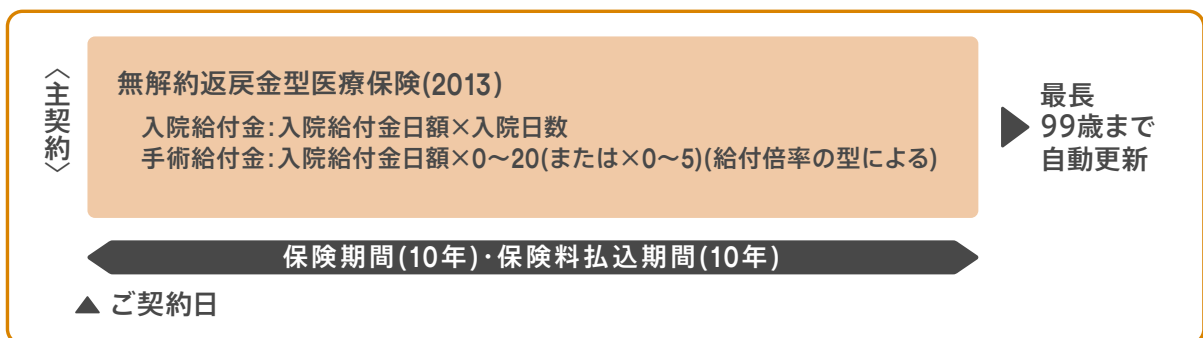 〈主契約〉
無解約返戻金型医療保険(2013)
入院給付金:入院給付金日額×入院日数
手術給付金:入院給付金日額×0〜20(または×0〜5)(給付倍率の型による)
▶ 最長
99歳まで
自動更新
保険期間(10年)・保険料払込期間(10年)
▲ ご契約日